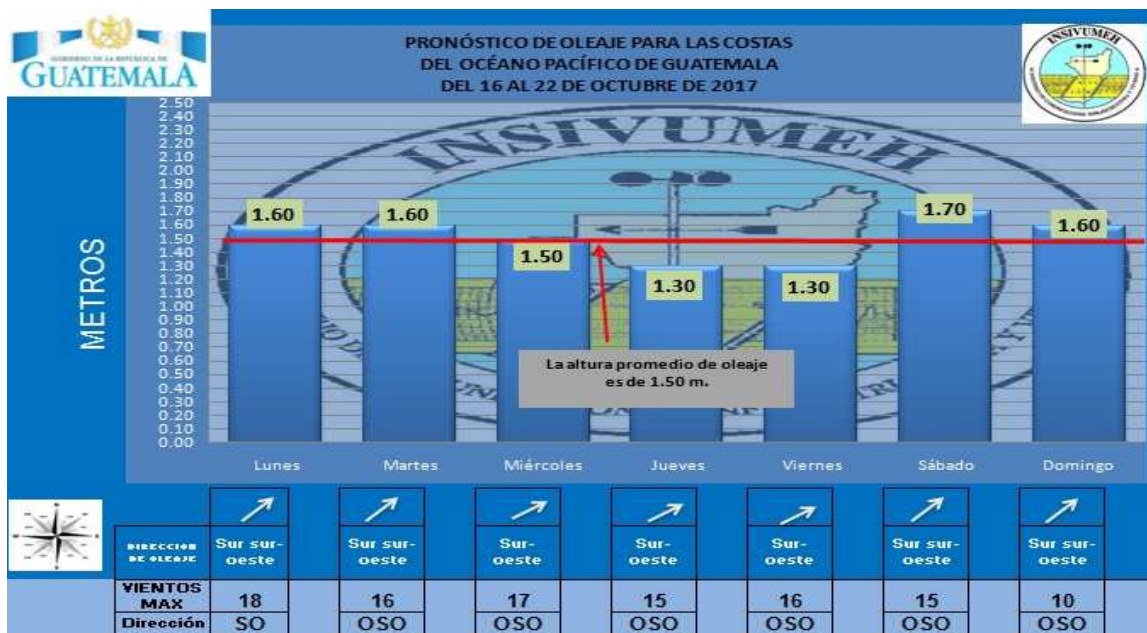 GOBIERNO DE LA REPÚBLICA DE
GUATEMALA
PRONÓSTICO DE OLEAJE PARA LAS COSTAS
DEL OCÉANO PACÍFICO DE GUATEMALA
DEL 16 AL 22 DE OCTUBRE DE 2017
INSIVUMEH
METROS
2.50
2.40
2.30
2.20
2.10
2.00
1.90
1.80
1.70
1.60
1.50
1.40
1.30
1.20
1.10
1.00
0.90
0.80
0.70
0.60
0.50
0.40
0.30
0.20
0.10
0.00
INSIVUMEH
1.60 1.60 1.50 1.30 1.30 1.70 1.60
La altura promedio de oleaje
es de 1.50 m.
Lunes Martes Miércoles Jueves Viernes Sábado Domingo
DIRECCION Sur sur- Sur sur- Sur- Sur- Sur- Sur sur- Sur sur-
DE OLEAJE oeste oeste oeste oeste oeste oeste oeste
VIENTOS
MAX 18 16 17 15 16 15 10
Dirección SO OSO OSO OSO OSO OSO OSO